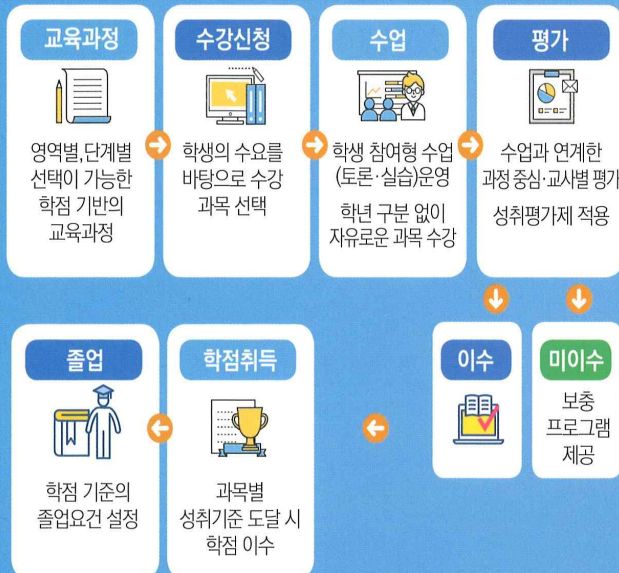 교육과정
영역별,단계별
선택이 가능한
학점 기반의
교육과정
수강신청
학생의 수요를
바탕으로 수강
과목 선택
수업
학생 참여형 수업
(토론·실습)운영
학년 구분 없이
자유로운 과목 수강
평가
수업과 연계한
과정 중심·교사별 평가
성취평가제 적용
이수
미이수
보충
프로그램
제공
학점취득
과목별
성취기준 도달 시
학점 이수
졸업
학점 기준의
졸업요건 설정